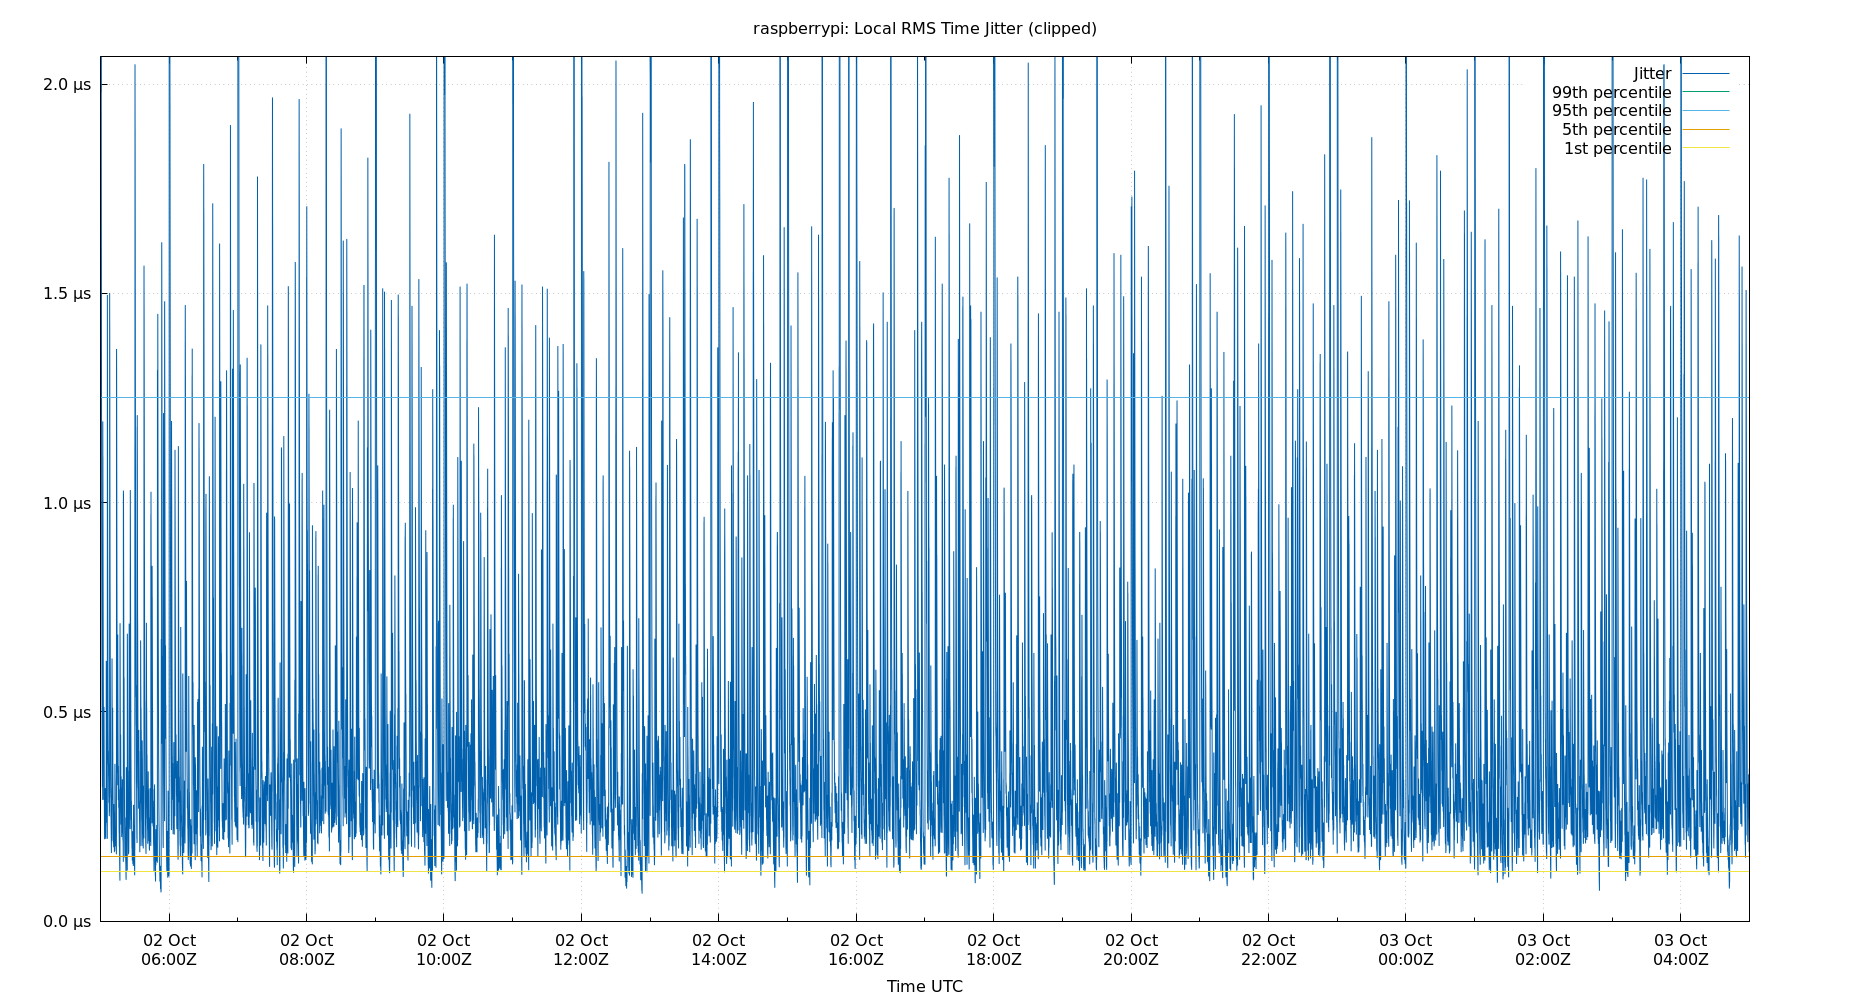 raspberrypi: Local RMS Time Jitter (clipped)
2.0 µs
1.5 µs
1.0 µs
0.5 µs
0.0 µs
Jitter
99th percentile
95th percentile
5th percentile
1st percentile
02 Oct 02 Oct 02 Oct 02 Oct 02 Oct 02 Oct 02 Oct 02 Oct 02 Oct 03 Oct 03 Oct 03 Oct
06:00Z 08:00Z 10:00Z 12:00Z 14:00Z 16:00Z 18:00Z 20:00Z 22:00Z 00:00Z 02:00Z 04:00Z
Time UTC